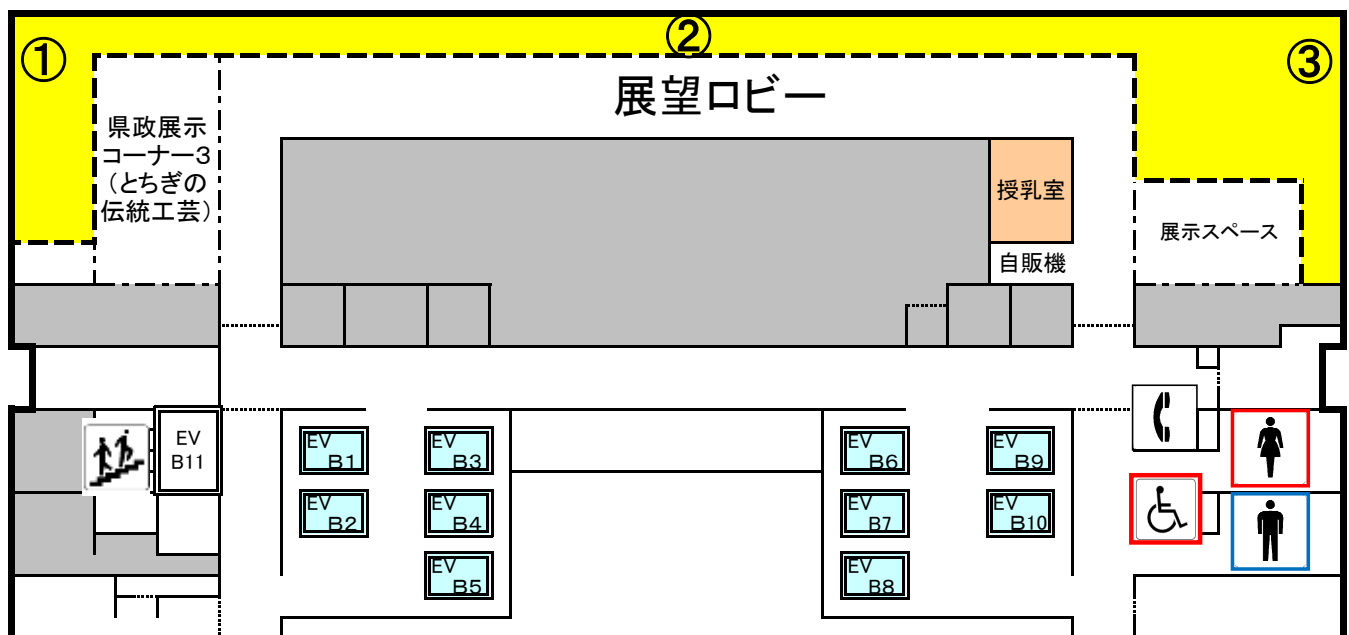 ①
②
③
展望ロビー
県政展示
コーナー3
(とちぎの
伝統工芸)
授乳室
自販機
展示スペース
EV
B11
EV
B1
EV
B2
EV
B3
EV
B4
EV
B5
EV
B6
EV
B7
EV
B8
EV
B9
EV
B10